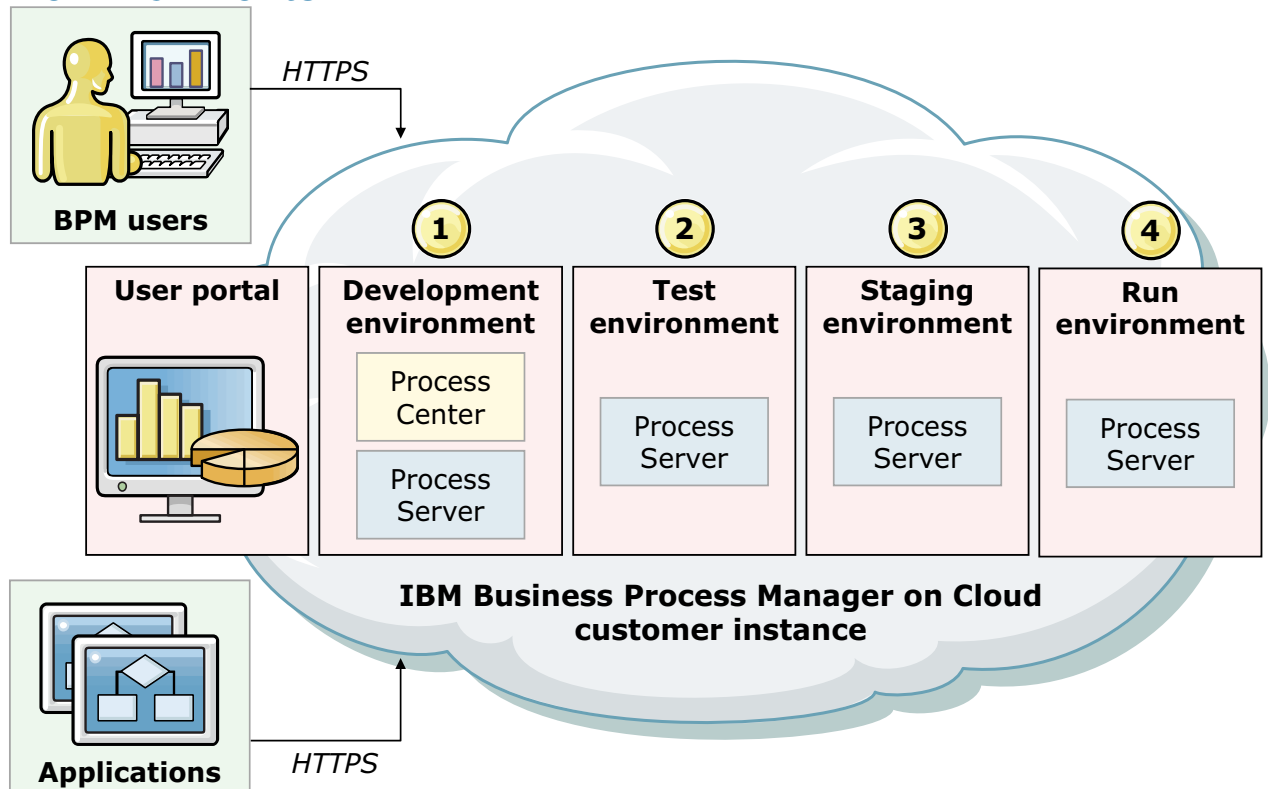 HTTPS
BPM users
1
2
3
4
User portal
Development
environment
Test
environment
Staging
environment
Run
environment
Process
Center
Process
Server
Process
Server
Process
Server
Process
Server
IBM Business Process Manager on Cloud
customer instance
Applications
HTTPS